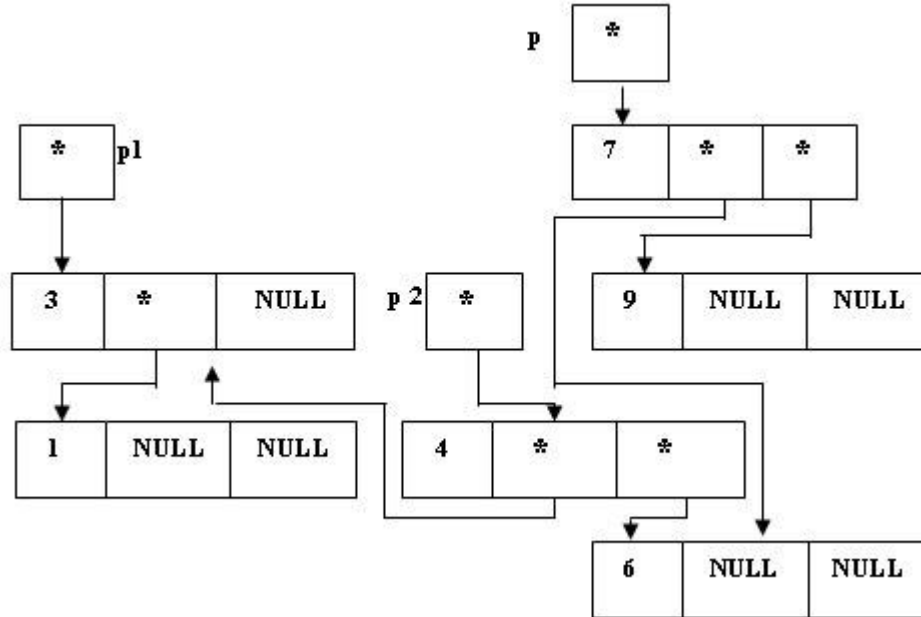 p *
* p1
7 * *
3 * NULL
p 2 *
9 NULL NULL
1 NULL NULL
4 * *
6 NULL NULL